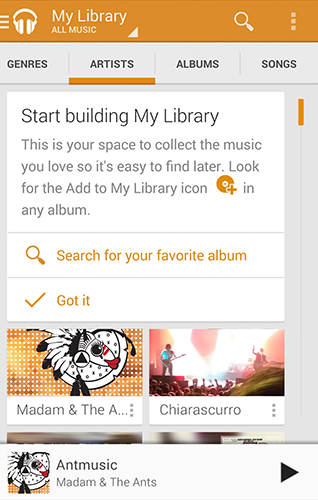 My Library
ALL MUSIC
GENRES ARTISTS ALBUMS SONGS
Start building My Library
This is your space to collect the music
you love so it's easy to find later. Look
for the Add to My Library icon in
any album.
Search for your favorite album
Got it
Madam & The A... Chiarascurro
Antmusic
Madam & The Ants